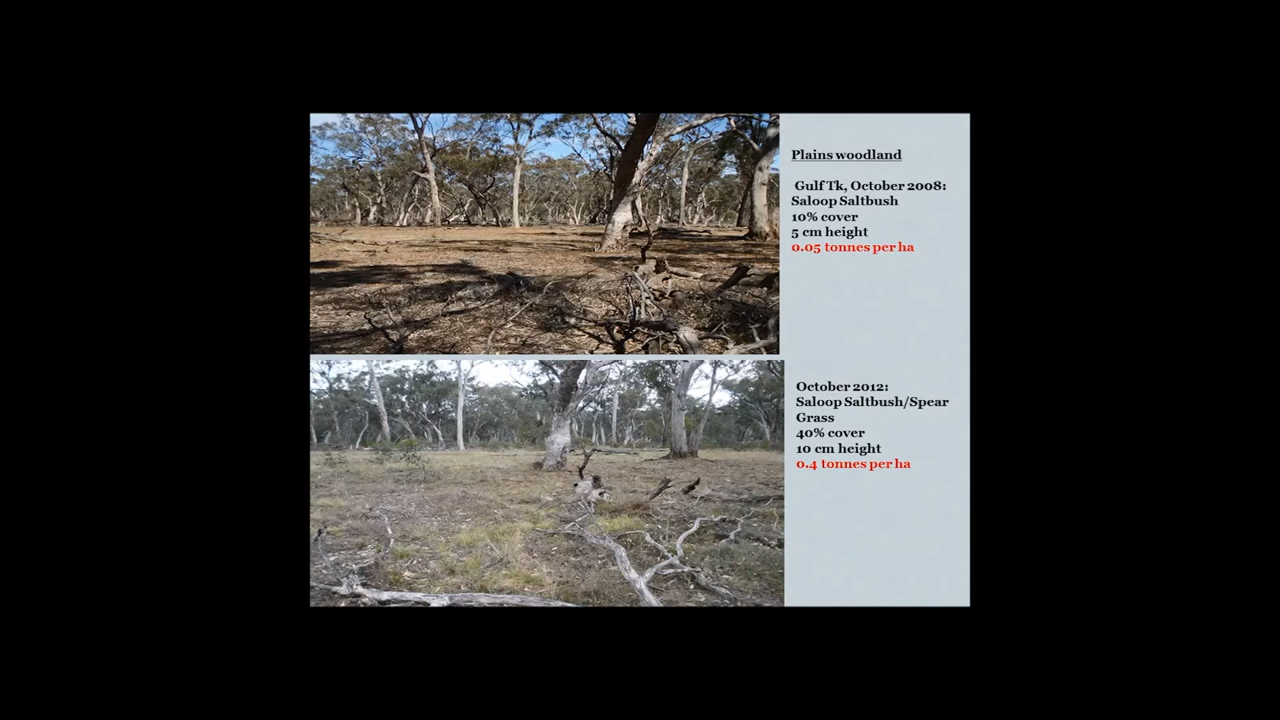 Plains woodland
Gulf Tk, October 2008:
Saloop Saltbush
10% cover
5 cm height
0.05 tonnes per ha
October 2012:
Saloop Saltbush/Spear
Grass
40% cover
10 cm height
0.4 tonnes per ha